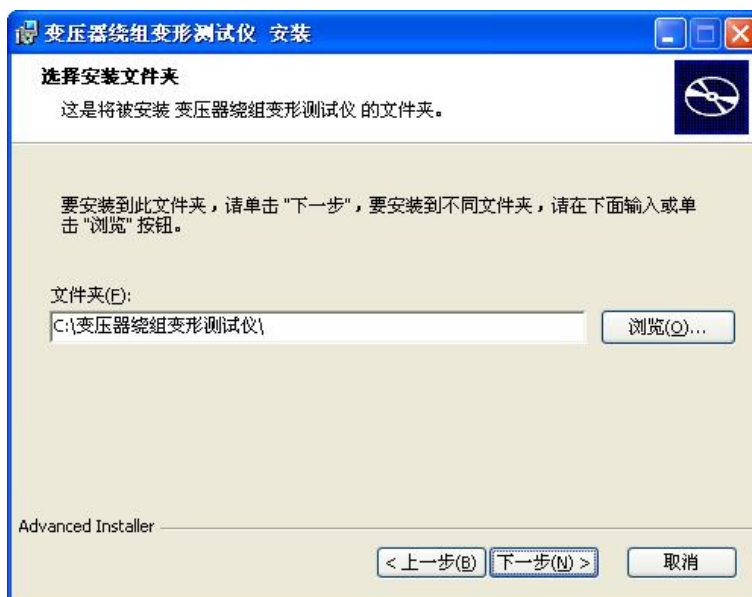 变压器绕组变形测试仪 安装
选择安装文件夹
这是将被安装 变压器绕组变形测试仪 的文件夹。
要安装到此文件夹，请单击 "下一步"，要安装到不同文件夹，请在下面输入或单
击 "浏览" 按钮。
文件夹(F):
C:\变压器绕组变形测试仪\
浏览(O)...
Advanced Installer
< 上一步(B)
下一步(N) >
取消